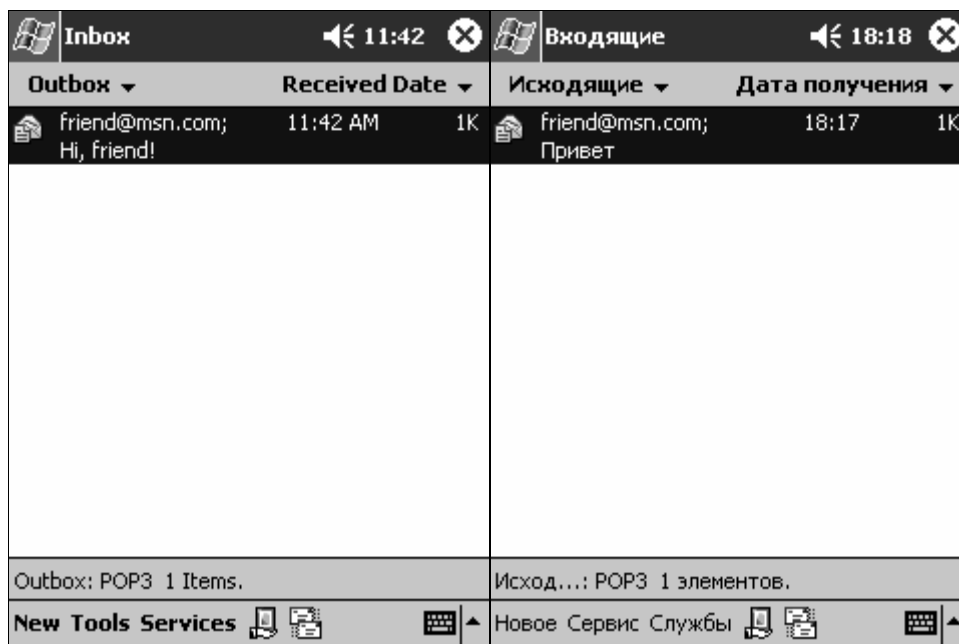 Inbox 11:42
Outbox Received Date
friend@msn.com; 11:42 AM 1K
Hi, friend!
Outbox: POP3 1 Items.
New Tools Services
Входящие 18:18
Исходящие Дата получения
friend@msn.com; 18:17 1K
Привет
Исход...: POP3 1 элементов.
Новое Сервис Службы